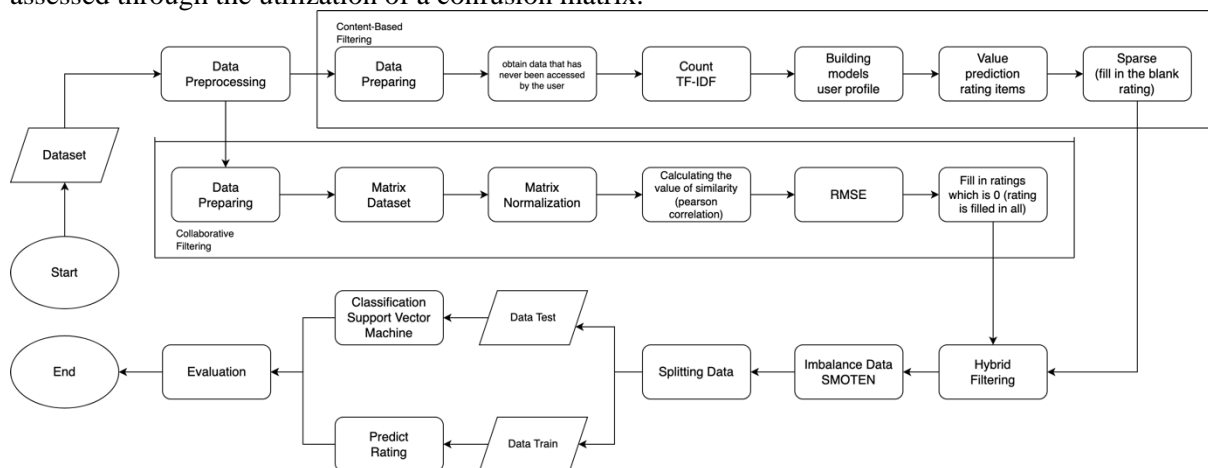 assessed through the utilization of a confusion matrix.
Content-Based
Filtering
Data
Preprocessing
Data
Preparing
obtain data that has
never been accessed
by the user
Count
TF-IDF
Building
models
user profile
Value
prediction
rating items
Sparse
(fill in the blank
rating)
Dataset
Data
Preparing
Matrix
Dataset
Matrix
Normalization
Calculating the
value of similarity
(pearson
correlation)
RMSE
Fill in ratings
which is 0 (rating
is filled in all)
Collaborative
Filtering
Start
Classification
Support Vector
Machine
Data Test
End
Evaluation
Splitting Data
Imbalance Data
SMOTEN
Hybrid
Filtering
Predict
Rating
Data Train